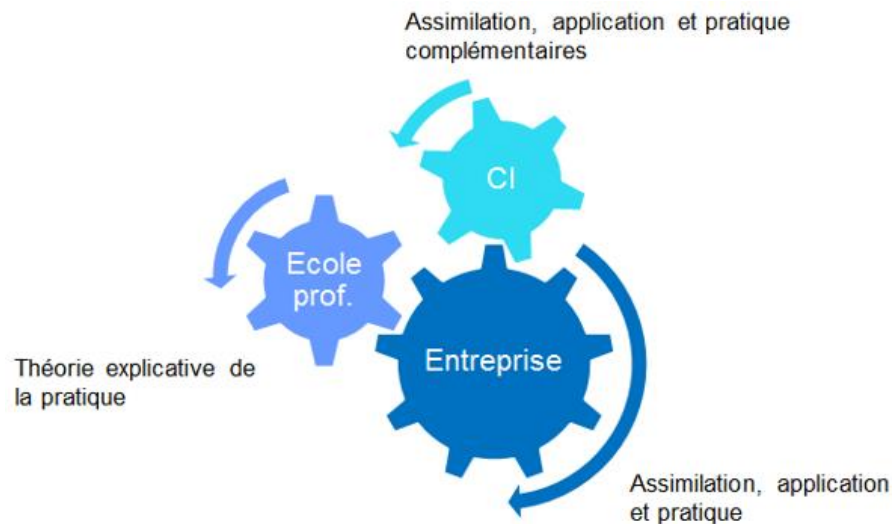 Assimilation, application et pratique
complémentaires
CI
Ecole
prof.
Entreprise
Théorie explicative de
la pratique
Assimilation, application
et pratique